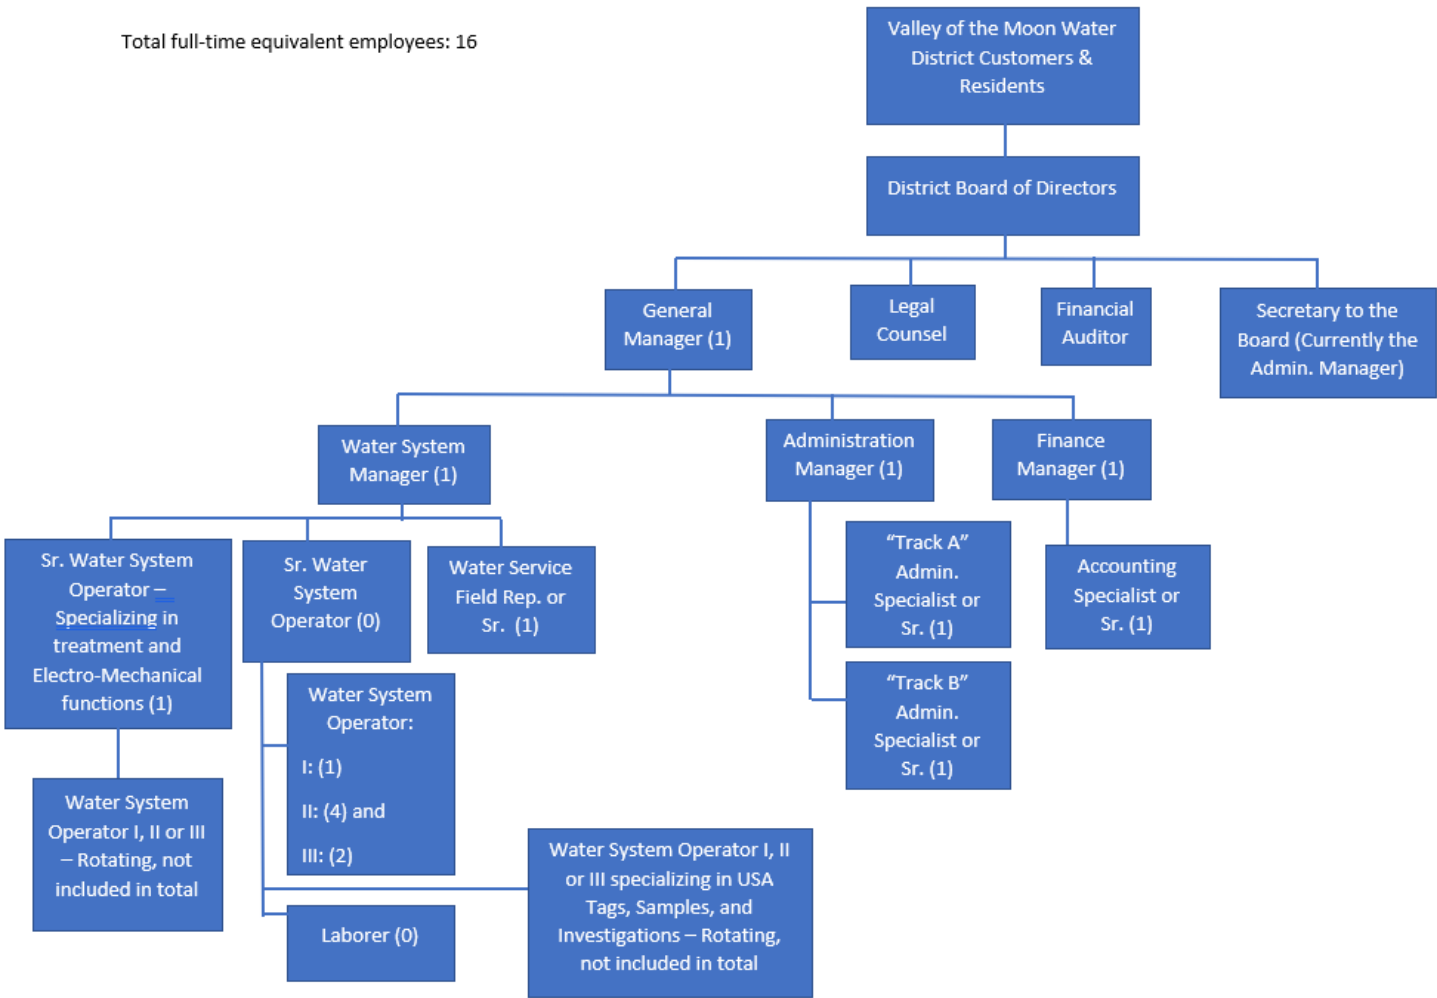 Total full-time equivalent employees: 16
Valley of the Moon Water
District Customers &
Residents
District Board of Directors
General
Manager (1)
Legal
Counsel
Financial
Auditor
Secretary to the
Board (Currently the
Admin. Manager)
Water System
Manager (1)
Administration
Manager (1)
Finance
Manager (1)
Sr. Water System
Operator –
Specializing in
treatment and
Electro-Mechanical
functions (1)
Sr. Water
System
Operator (0)
Water Service
Field Rep. or
Sr. (1)
"Track A"
Admin.
Specialist or
Sr. (1)
Accounting
Specialist or
Sr. (1)
"Track B"
Admin.
Specialist or
Sr. (1)
Water System
Operator:
I: (1)
II: (4) and
III: (2)
Water System
Operator I, II or III
– Rotating, not
included in total
Water System Operator I, II
or III specializing in USA
Tags, Samples, and
Investigations – Rotating,
not included in total
Laborer (0)